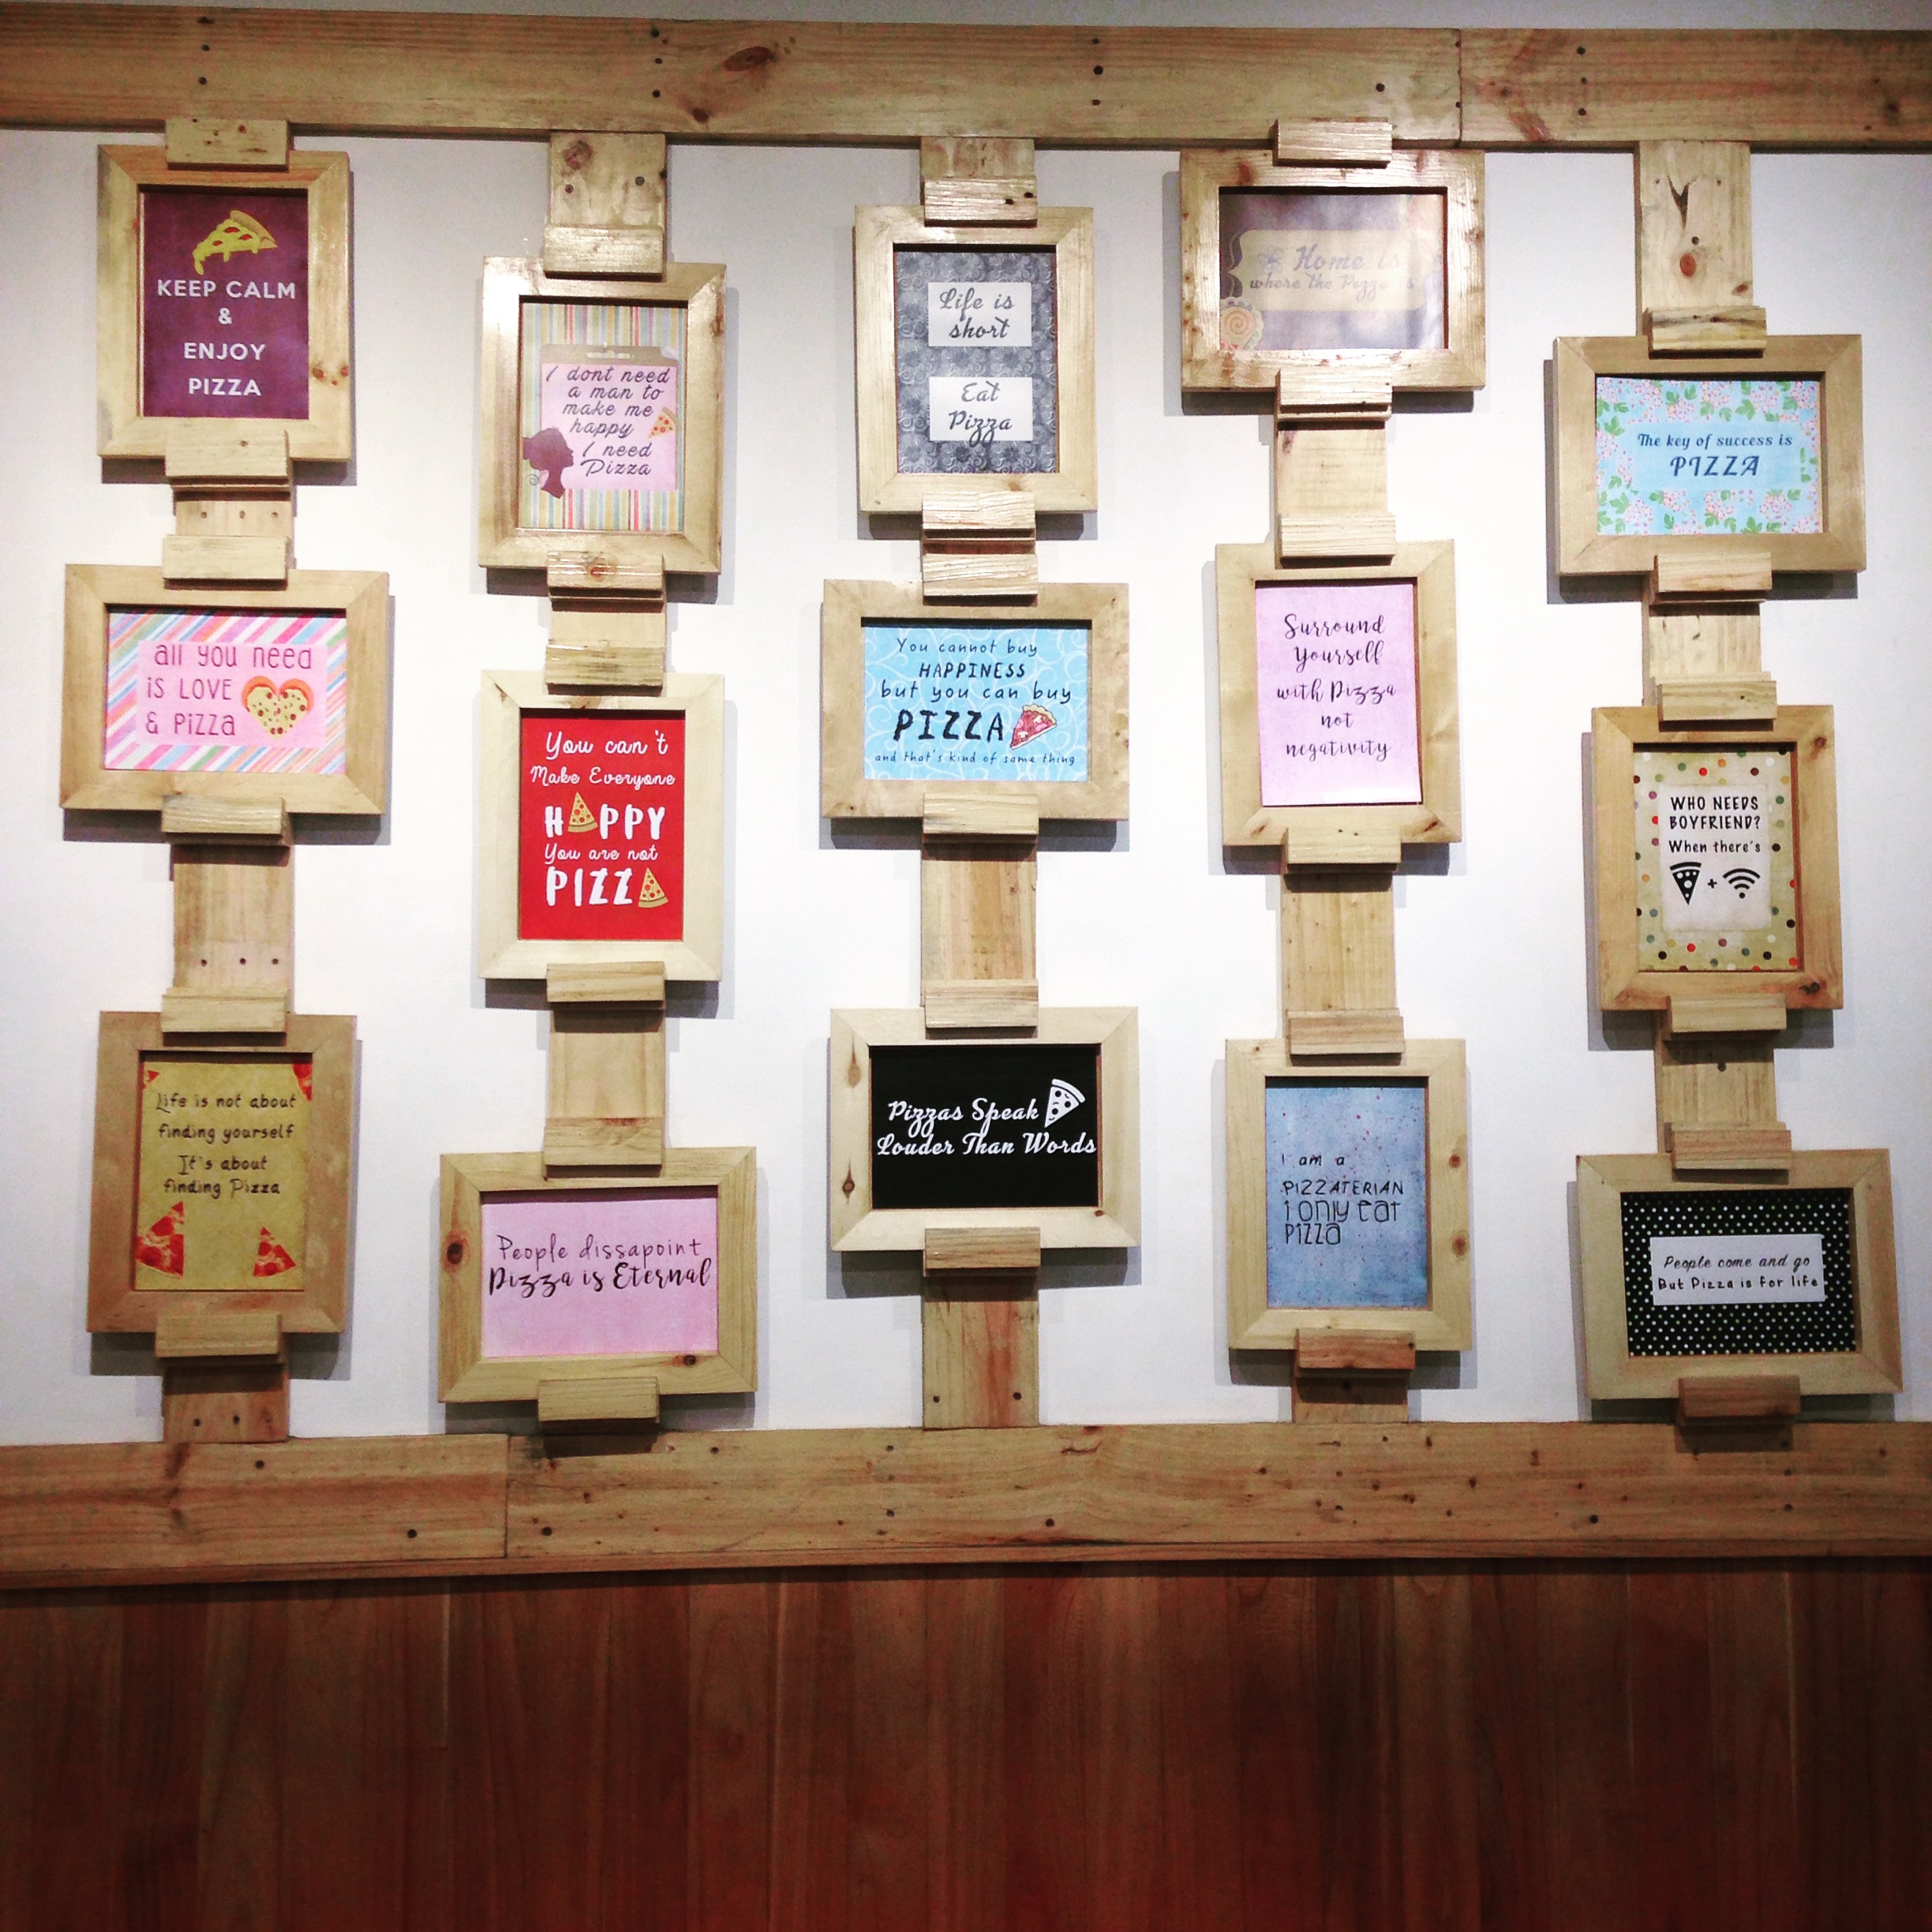 KEEP CALM
&
ENJOY
PIZZA
all you need
is LOVE
& PiZZA
Life is not about
finding yourself
It's about
finding Pizza
I dont need
a man to
make me
happy
I need
Pizza
You can't
Make Everyone
HAPPY
You are not
PIZZA
People dissapoint
Pizza is Eternal
Life is
short
Eat
Pizza
You cannot buy
HAPPINESS
but you can buy
PIZZA
and that's kind of same thing
Pizzas Speak
Louder Than Words
Home is
where the Pizza is
Surround
Yourself
with Pizza
not
negativity
I am a
PIZZATERIAN
i only eat
PIZZa
The key of success is
PIZZA
WHO NEEDS
BOYFRIEND?
When there's
+
People come and go
But Pizza is for life